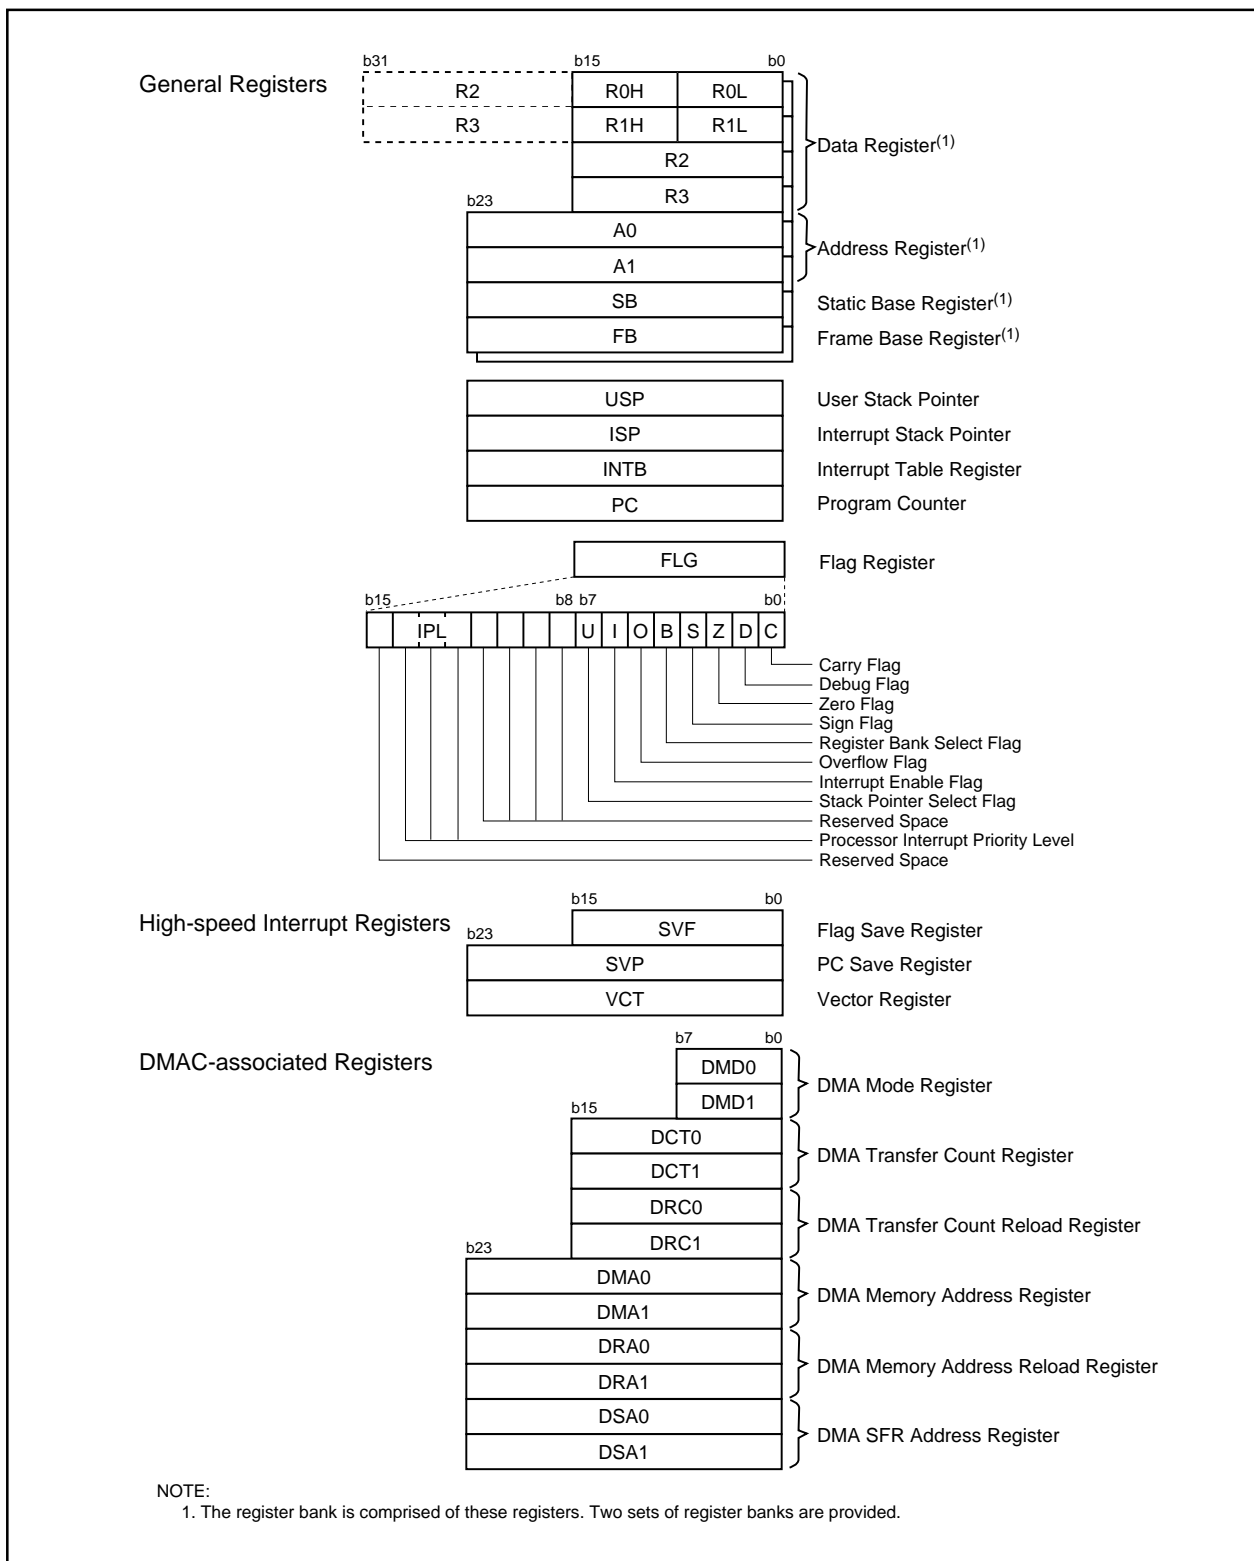 b31 b15 b0
General Registers R2 R0H R0L
R3 R1H R1L
Data Register(1)
R2
R3
b23
A0
Address Register(1)
A1
SB Static Base Register(1)
FB Frame Base Register(1)
USP User Stack Pointer
ISP Interrupt Stack Pointer
INTB Interrupt Table Register
PC Program Counter
FLG Flag Register
b15 b8 b7 b0
IPL U I O B S Z D C
Carry Flag
Debug Flag
Zero Flag
Sign Flag
Register Bank Select Flag
Overflow Flag
Interrupt Enable Flag
Stack Pointer Select Flag
Reserved Space
Processor Interrupt Priority Level
Reserved Space
b15 b0
High-speed Interrupt Registers SVF Flag Save Register
b23
SVP PC Save Register
VCT Vector Register
b7 b0
DMAC-associated Registers DMD0
DMA Mode Register
DMD1
b15
DCT0
DMA Transfer Count Register
DCT1
DRC0
DMA Transfer Count Reload Register
DRC1
b23
DMA0
DMA Memory Address Register
DMA1
DRA0
DMA Memory Address Reload Register
DRA1
DSA0
DMA SFR Address Register
DSA1
NOTE:
1. The register bank is comprised of these registers. Two sets of register banks are provided.